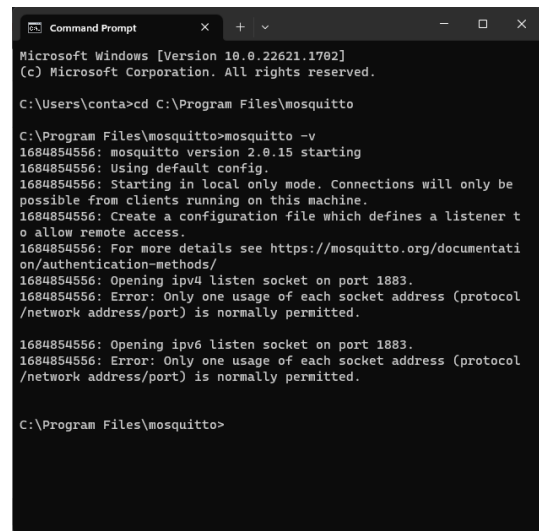 Command Prompt
Microsoft Windows [Version 10.0.22621.1702]
(c) Microsoft Corporation. All rights reserved.
C:\Users\conta>cd C:\Program Files\mosquitto
C:\Program Files\mosquitto>mosquitto -v
1684854556: mosquitto version 2.0.15 starting
1684854556: Using default config.
1684854556: Starting in local only mode. Connections will only be
possible from clients running on this machine.
1684854556: Create a configuration file which defines a listener t
o allow remote access.
1684854556: For more details see https://mosquitto.org/documentati
on/authentication-methods/
1684854556: Opening ipv4 listen socket on port 1883.
1684854556: Error: Only one usage of each socket address (protocol
/network address/port) is normally permitted.
1684854556: Opening ipv6 listen socket on port 1883.
1684854556: Error: Only one usage of each socket address (protocol
/network address/port) is normally permitted.
C:\Program Files\mosquitto>